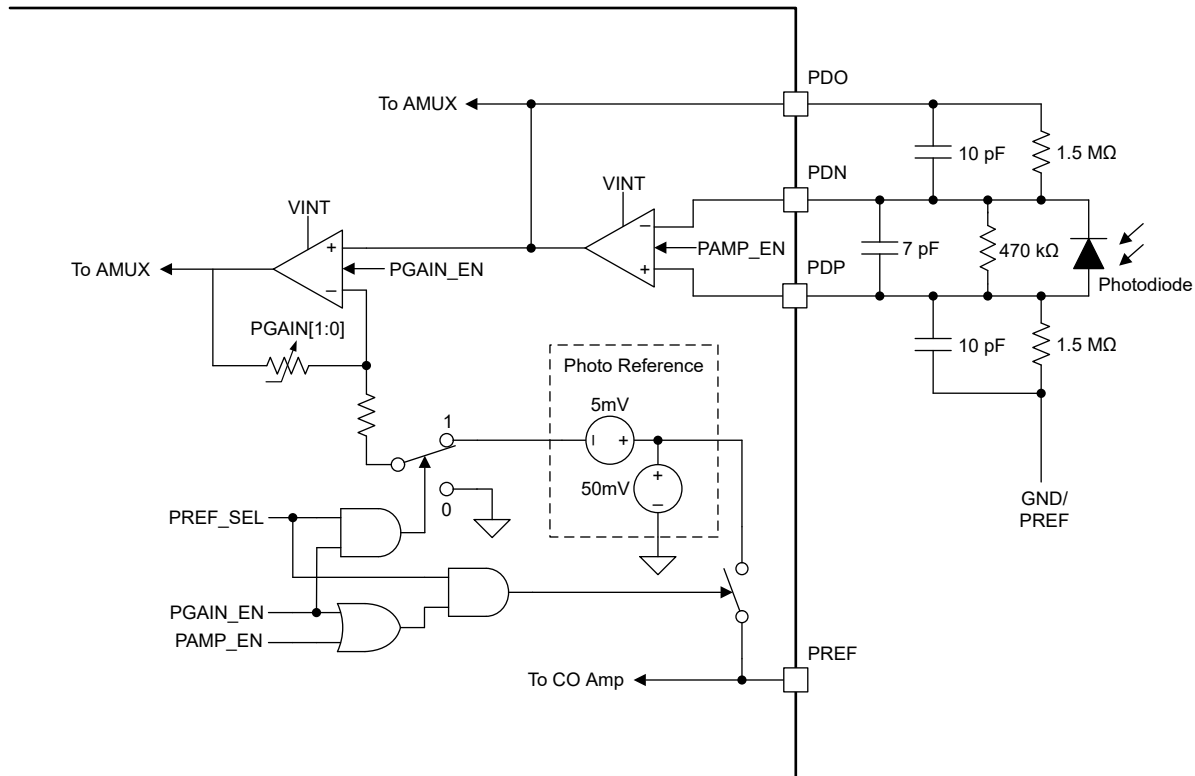 PDO
To AMUX
10 pF
1.5 MΩ
PDN
VINT
VINT
−
PAMP_EN
+
+
To AMUX
PGAIN_EN
−
7 pF
470 kΩ
PDP
Photodiode
PGAIN[1:0]
10 pF
1.5 MΩ
Photo Reference
5mV
− +
1
+
50mV
−
0
GND/
PREF
PREF_SEL
PGAIN_EN
PAMP_EN
PREF
To CO Amp